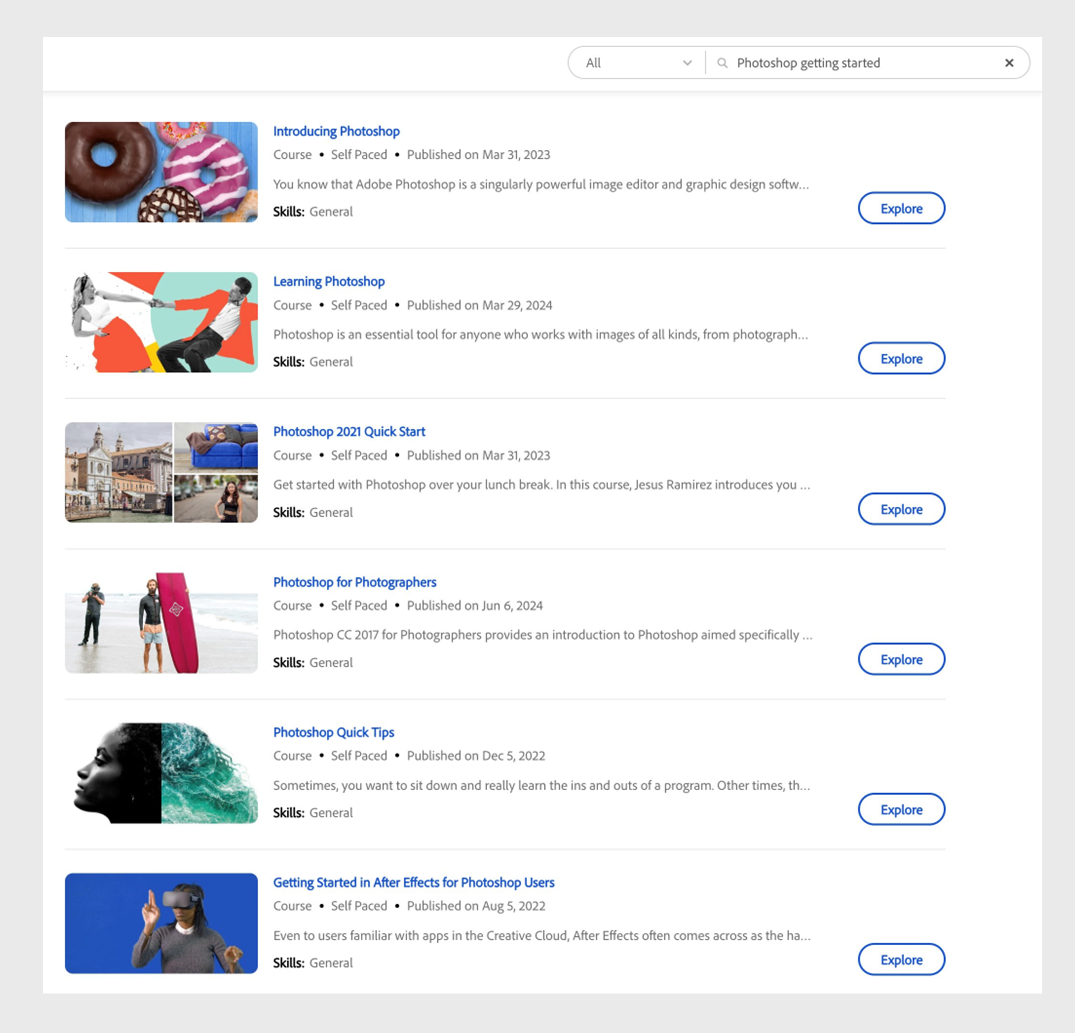 All Photoshop getting started ×
Introducing Photoshop
Course • Self Paced • Published on Mar 31, 2023
You know that Adobe Photoshop is a singularly powerful image editor and graphic design softw...
Skills: General
Explore
Learning Photoshop
Course • Self Paced • Published on Mar 29, 2024
Photoshop is an essential tool for anyone who works with images of all kinds, from photograph...
Skills: General
Explore
Photoshop 2021 Quick Start
Course • Self Paced • Published on Mar 31, 2023
Get started with Photoshop over your lunch break. In this course, Jesus Ramirez introduces you ...
Skills: General
Explore
Photoshop for Photographers
Course • Self Paced • Published on Jun 6, 2024
Photoshop CC 2017 for Photographers provides an introduction to Photoshop aimed specifically ...
Skills: General
Explore
Photoshop Quick Tips
Course • Self Paced • Published on Dec 5, 2022
Sometimes, you want to sit down and really learn the ins and outs of a program. Other times, th...
Skills: General
Explore
Getting Started in After Effects for Photoshop Users
Course • Self Paced • Published on Aug 5, 2022
Even to users familiar with apps in the Creative Cloud, After Effects often comes across as the ha...
Skills: General
Explore